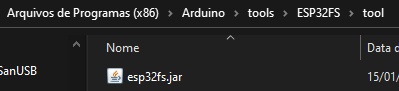 Arquivos de Programas (x86) > Arduino > tools > ESP32FS > tool
Nome
Data d
SanUSB
esp32fs.jar
15/01/